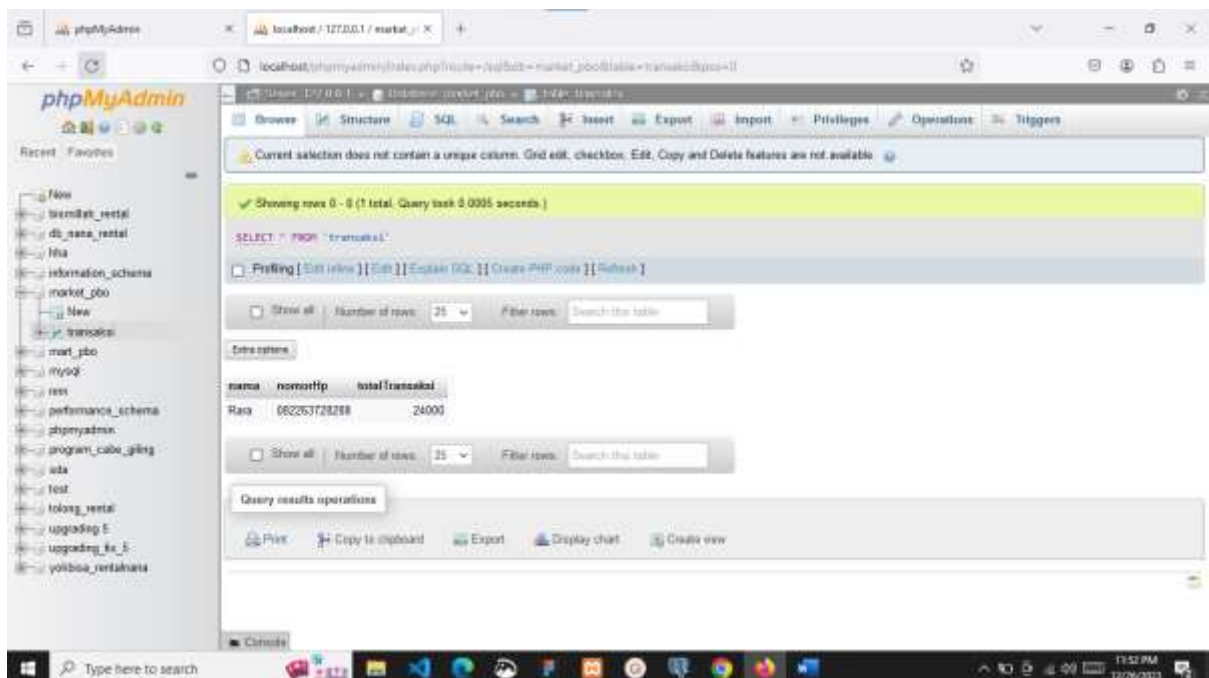 phpMyAdmin
localhost / 127.0.0.1 / market_
phpMyAdmin
Recent Favorites
New
bismillah_rental
db_nana_rental
hha
information_schema
market_pbo
New
transaksi
mart_pbo
mysql
performance_schema
phpmyadmin
program_cabe_giling
test
tolong_rental
upgrading 5
upgrading_fix_5
Browse Structure SQL Search Insert Export Import Privileges Operations Triggers
Current selection does not contain a unique column. Grid edit, checkbox, Edit, Copy and Delete features are not available.
Showing rows 0 - 0 (1 total, Query took 0.0005 seconds.)
SELECT * FROM `transaksi`
Profiling [ Edit inline ] [ Edit ] [ Explain SQL ] [ Create PHP code ] [ Refresh ]
Show all Number of rows: 25 Filter rows: Search this table
Extra options
nama nomorHp totalTransaksi
Rara 082263728288 24000
Show all Number of rows: 25 Filter rows: Search this table
Query results operations
Print Copy to clipboard Export Display chart Create view
Console
Type here to search
11:52 PM
12/26/2023